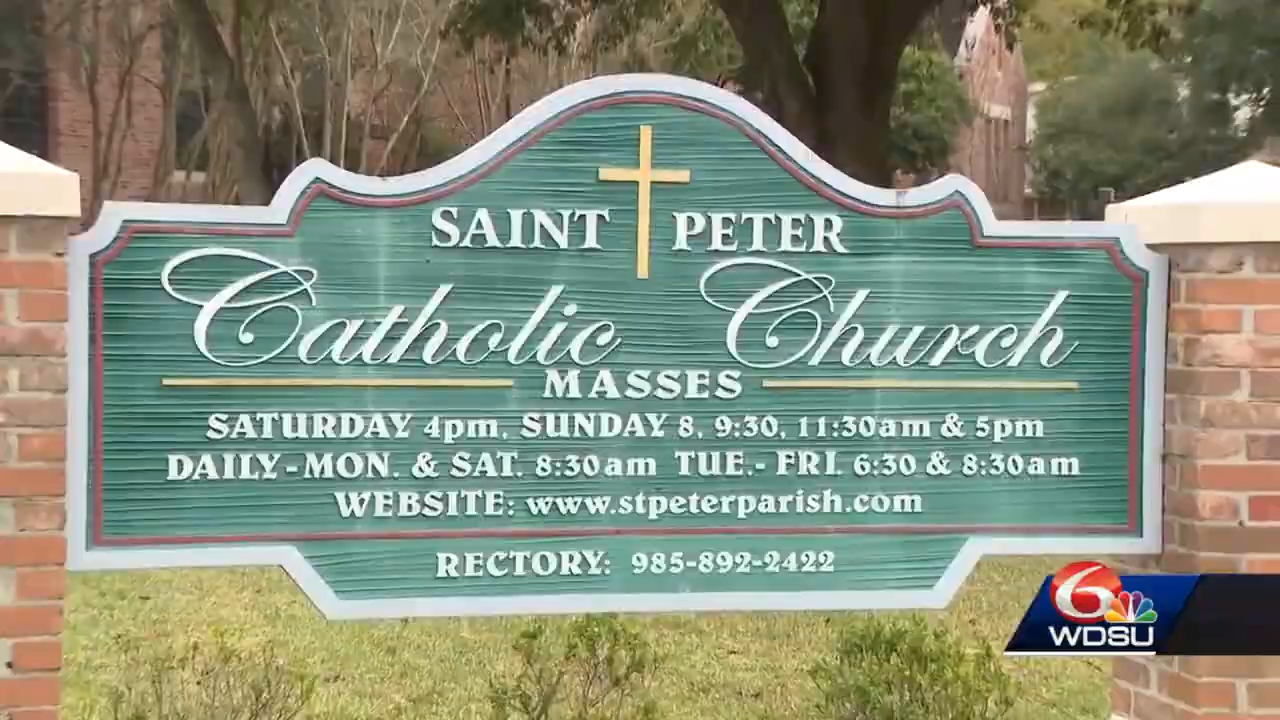 SAINT PETER
Catholic Church
MASSES
SATURDAY 4pm, SUNDAY 8, 9:30, 11:30am & 5pm
DAILY-MON. & SAT. 8:30am TUE.- FRI. 6:30 & 8:30am
WEBSITE: www.stpeterparish.com
RECTORY: 985-892-2422
6
WDSU